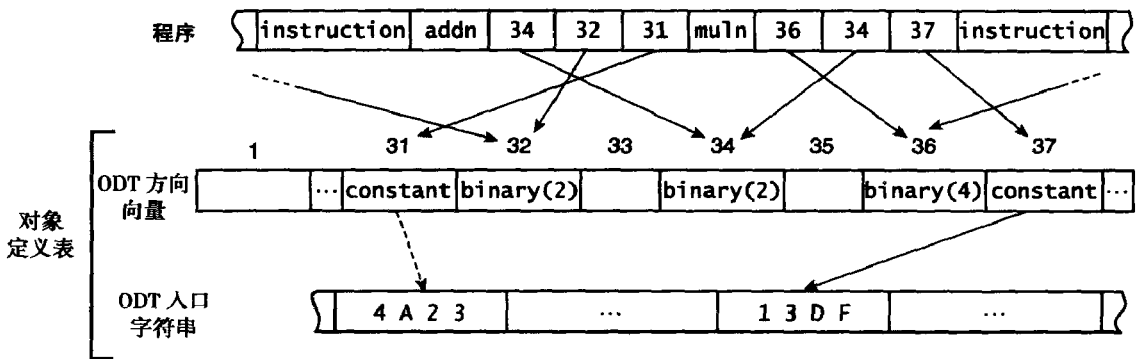 程序 instruction addn 34 32 31 muln 36 34 37 instruction
1 31 32 33 34 35 36 37
ODT 方向
向量
… constant binary(2) binary(2) binary(4) constant …
对象
定义表
ODT 入口
字符串
4 A 2 3 … 1 3 D F …